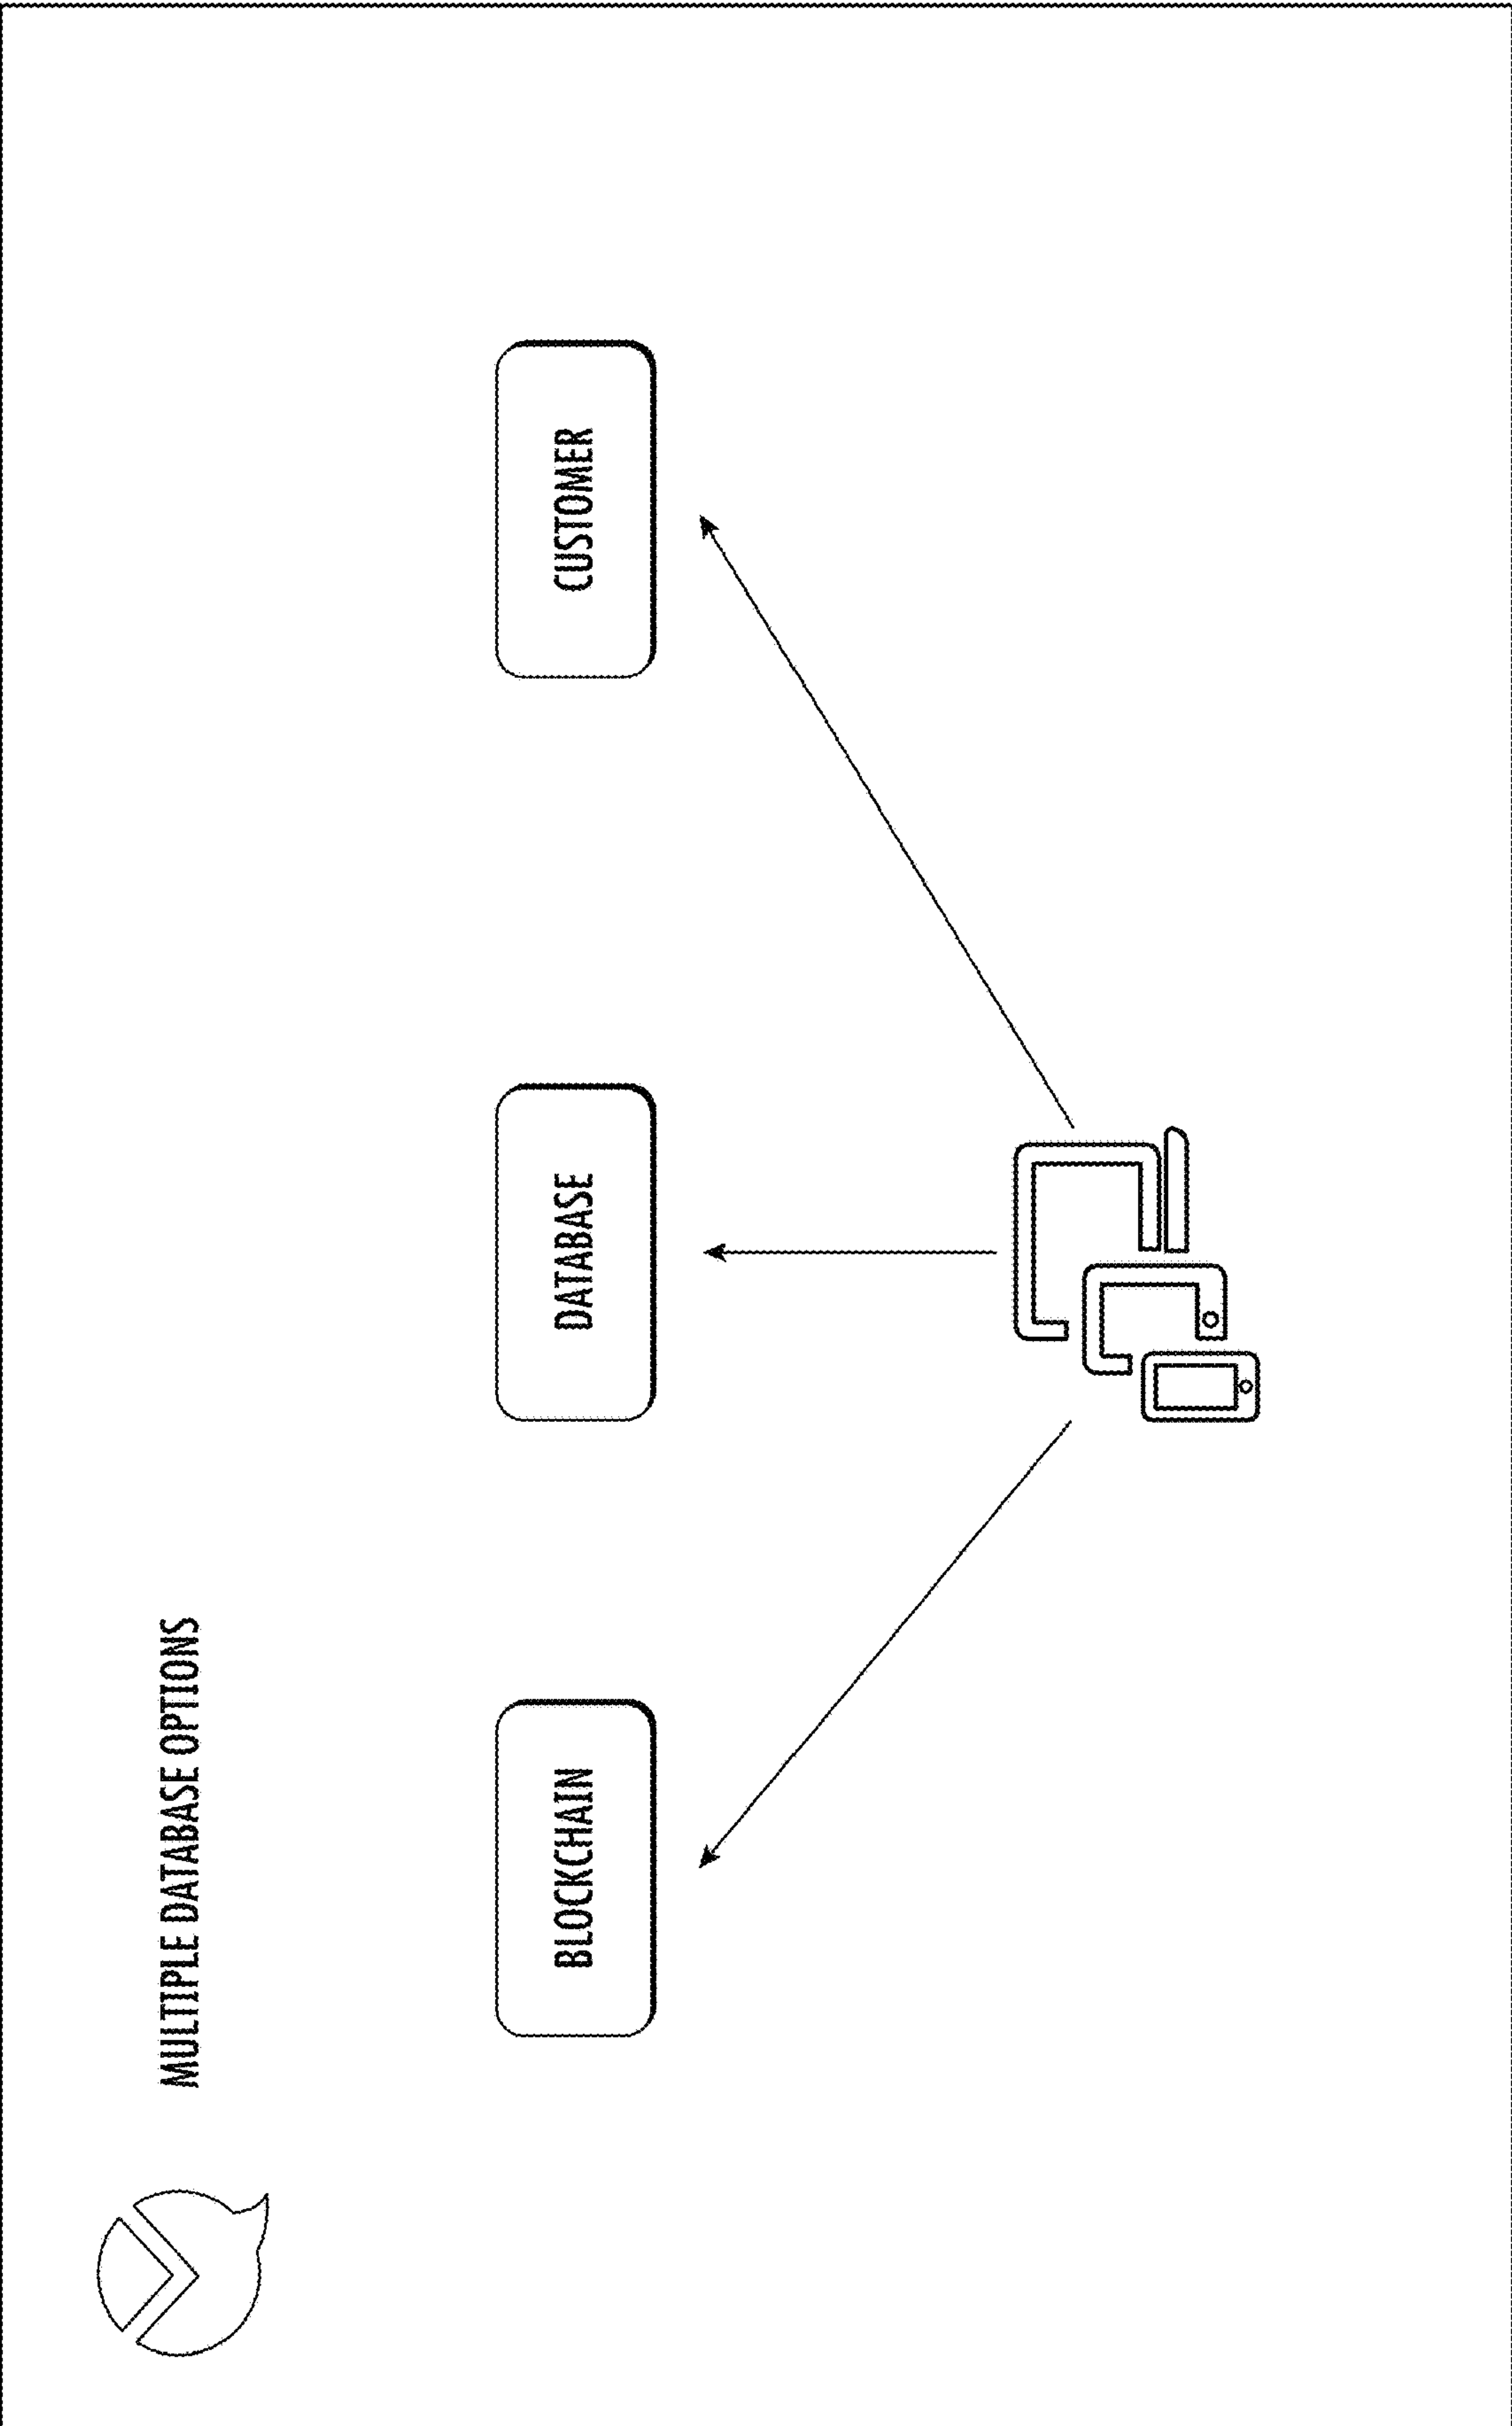 MULTIPLE DATABASE OPTIONS
BLOCKCHAIN
DATABASE
CUSTOMER